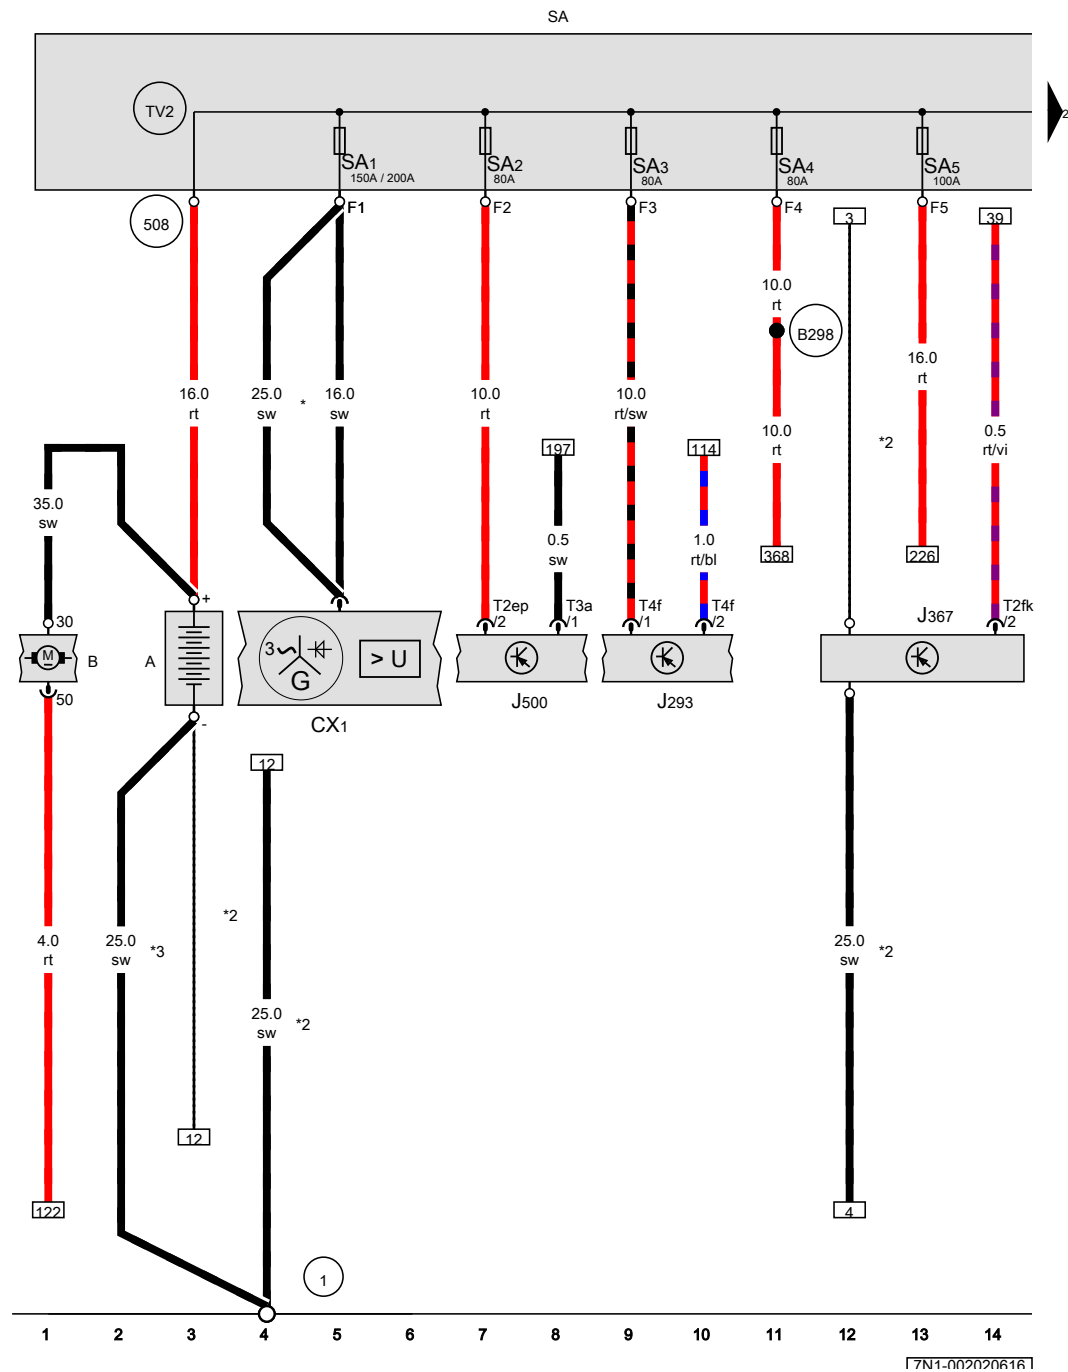 SA
TV2
2
SA1
150A / 200A
SA2
80A
SA3
80A
SA4
80A
SA5
100A
508
F1
F2
F3
F4
3
F5
39
10.0
rt
B298
16.0
rt
25.0
sw
*
16.0
sw
10.0
rt
10.0
rt/sw
16.0
rt
10.0
rt
*2
0.5
rt/vi
197
114
35.0
sw
0.5
sw
1.0
rt/bl
368
226
+
30
T2ep
/2
T3a
/1
T4f
/1
T4f
/2
J367
T2fk
/2
M
B
A
3
G
> U
50
J500
J293
-
CX1
12
*2
4.0
rt
25.0
sw
*3
25.0
sw
*2
25.0
sw
*2
12
122
4
1
1 2 3 4 5 6 7 8 9 10 11 12 13 14
7N1-002020616